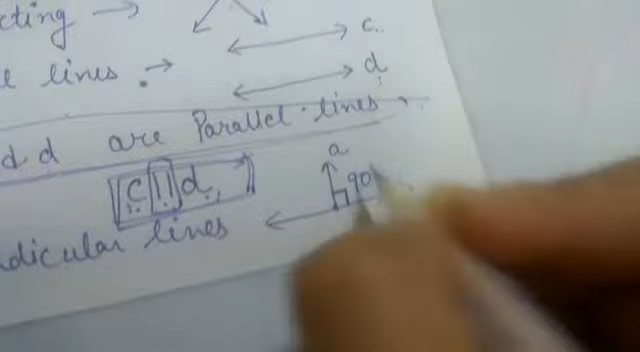 cting →
c.
e lines. →
d
d d are Parallel lines.
c || d,
a
90
dicular lines